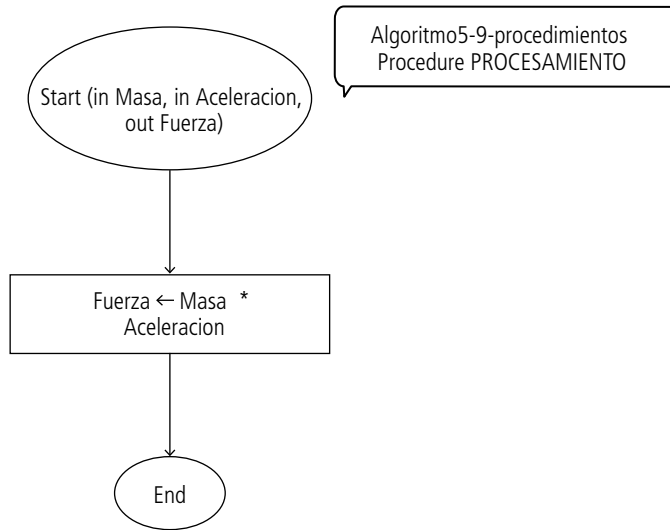 Algoritmo5-9-procedimientos
Procedure PROCESAMIENTO
Start (in Masa, in Aceleracion,
out Fuerza)
Fuerza ← Masa *
Aceleracion
End